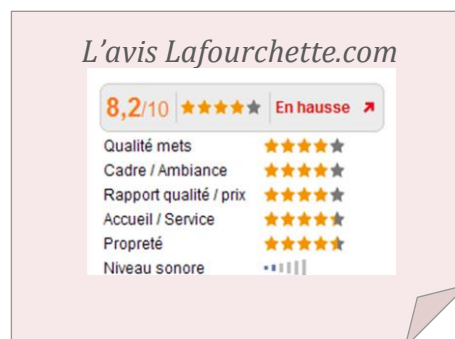 L'avis Lafourchette.com
8,2/10 En hausse
Qualité mets
Cadre / Ambiance
Rapport qualité / prix
Accueil / Service
Propreté
Niveau sonore